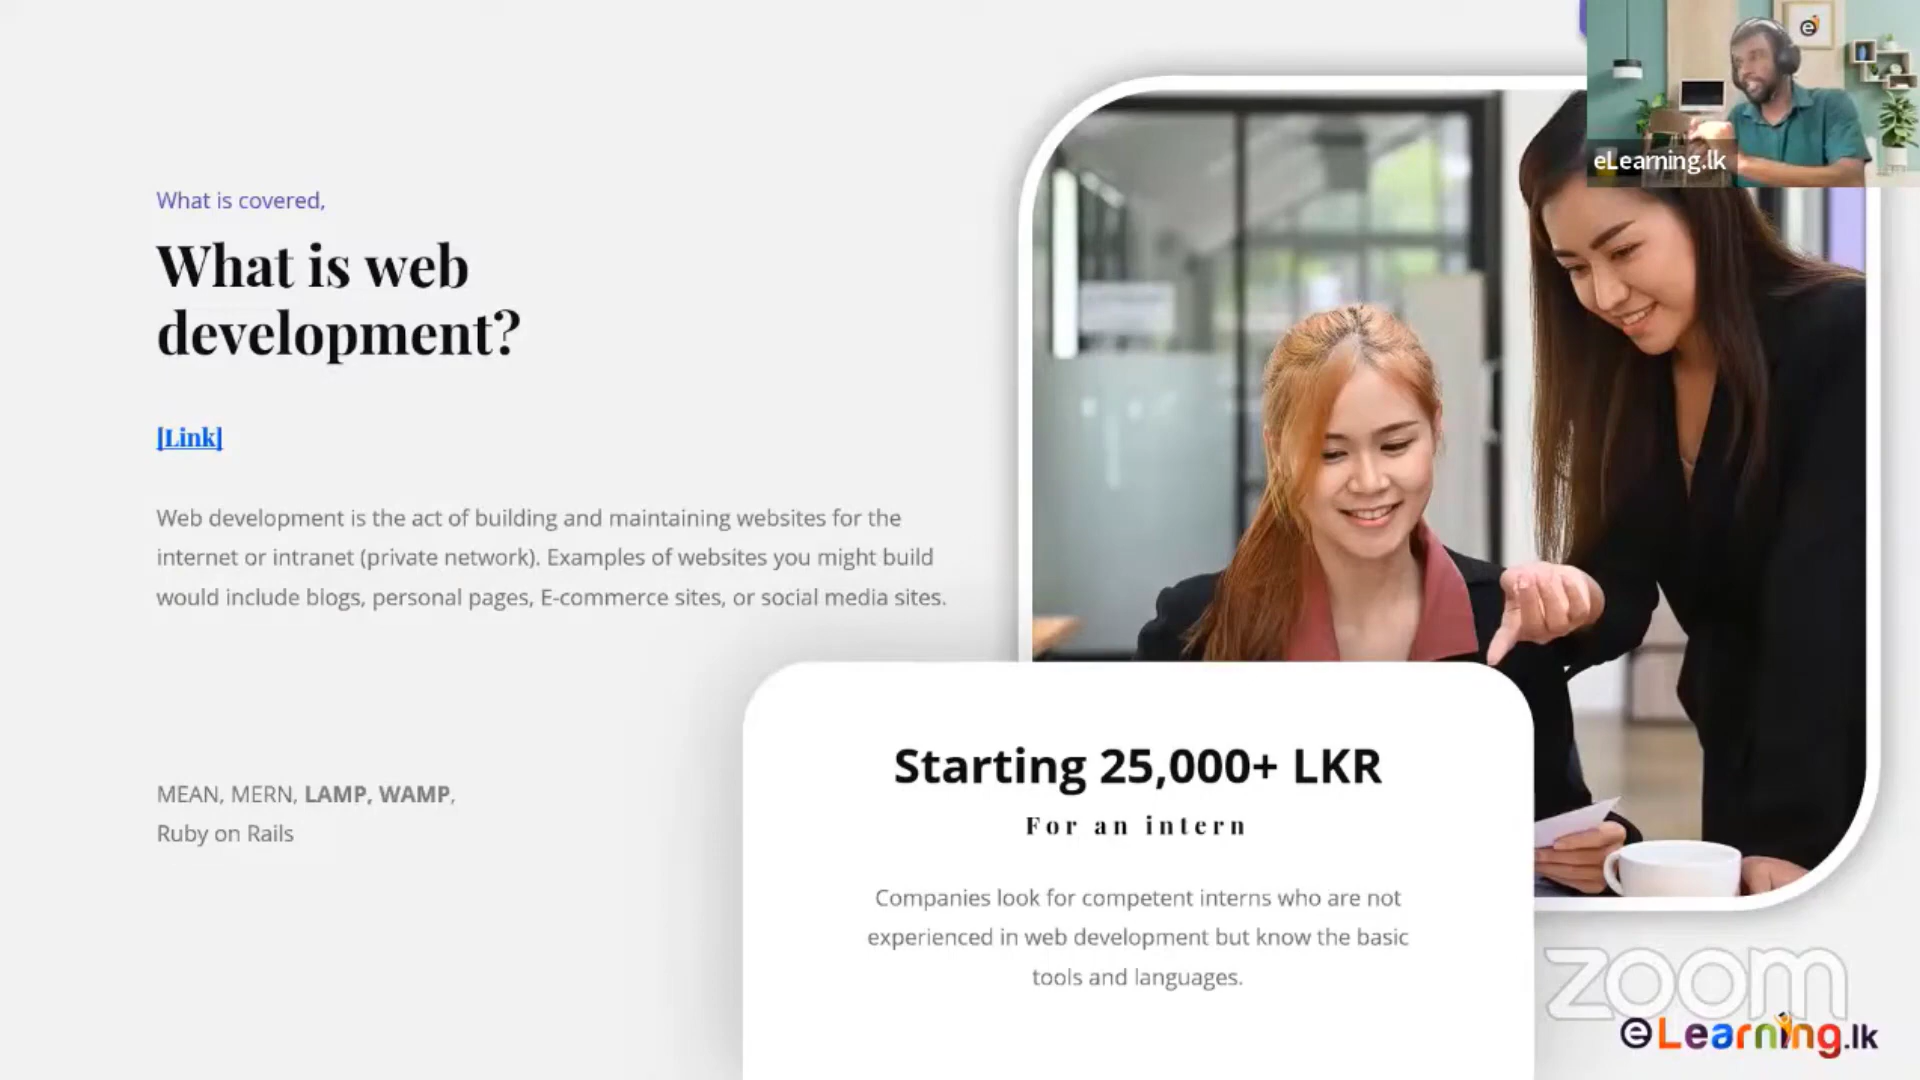 What is covered,
What is web
development?
[Link]
Web development is the act of building and maintaining websites for the
internet or intranet (private network). Examples of websites you might build
would include blogs, personal pages, E-commerce sites, or social media sites.
MEAN, MERN, LAMP, WAMP,
Ruby on Rails
Starting 25,000+ LKR
For an intern
Companies look for competent interns who are not
experienced in web development but know the basic
tools and languages.
e
eLearning.lk
zoom
eLearning.lk